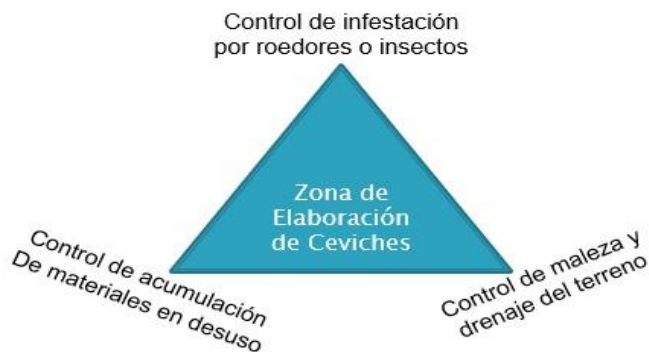 Control de infestación
por roedores o insectos
Zona de
Elaboración
de Ceviches
Control de acumulación
De materiales en desuso
Control de maleza y
drenaje del terreno